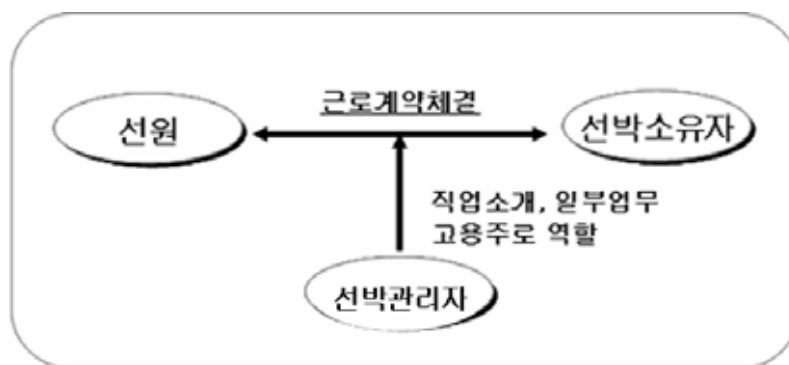 근로계약체결
선원
선박소유자
직업소개, 일부업무
고용주로 역할
선박관리자